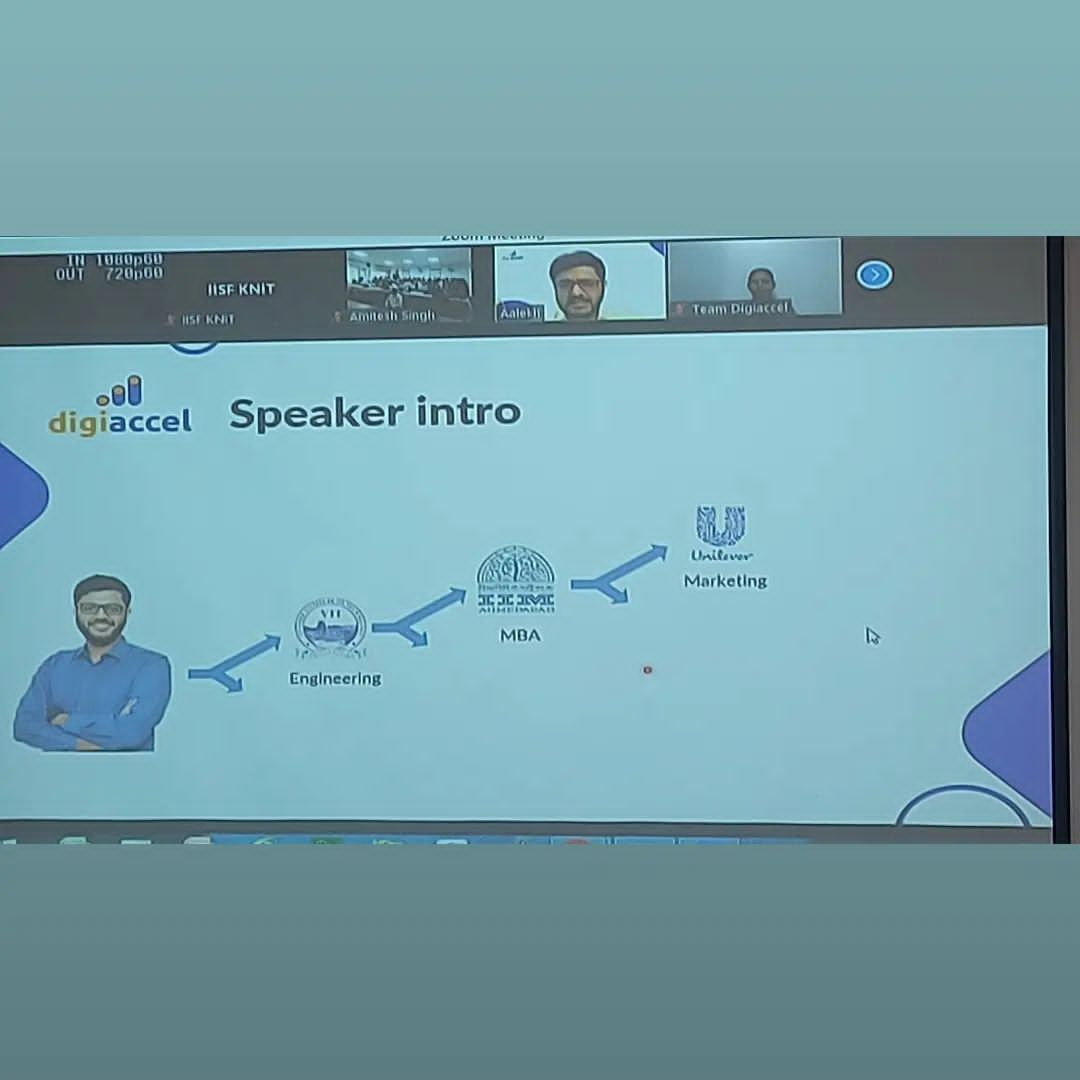 Zoom Meeting
IN 1080p60
OUT 720p60
IISF KNIT
IISF KNIT
Amitesh Singh
Aalekh
Team Digiaccel
digiaccel
Speaker intro
Unilever
Marketing
IIM
AHMEDABAD
MBA
VIT
Engineering